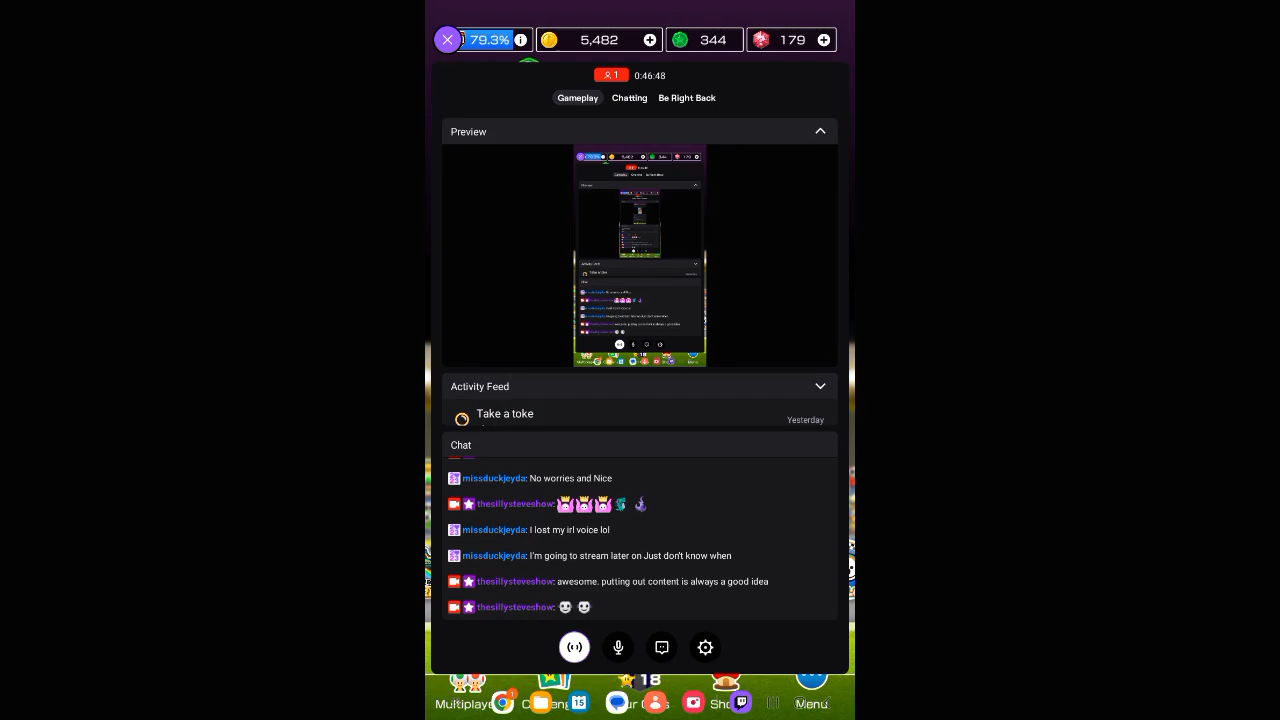 79.3% i 5,482 344 179
1 0:46:48
Gameplay Chatting Be Right Back
Preview
Activity Feed
Take a toke
Yesterday
Chat
missduckjeyda: No worries and Nice
thesillysteveshow:
missduckjeyda: I lost my irl voice lol
missduckjeyda: I'm going to stream later on Just don't know when
thesillysteveshow: awesome. putting out content is always a good idea
thesillysteveshow:
18
Menu
1
15